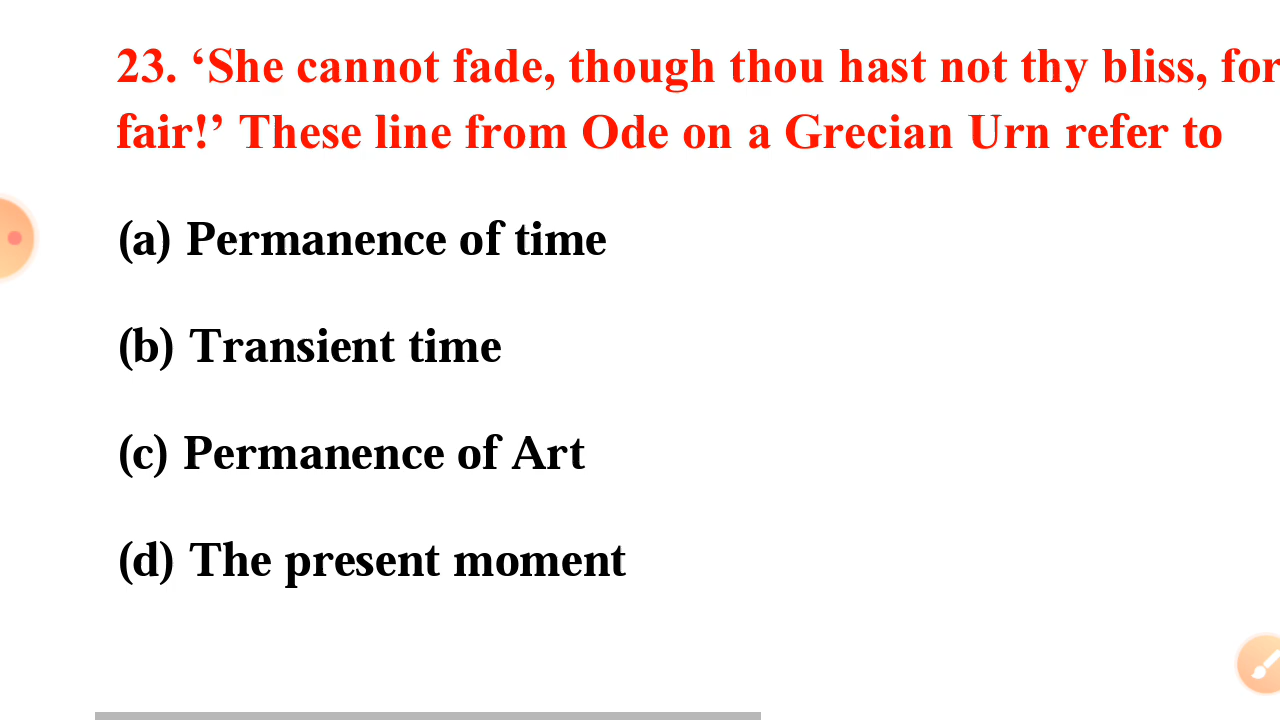 23. ‘She cannot fade, though thou hast not thy bliss, for
fair!’ These line from Ode on a Grecian Urn refer to
(a) Permanence of time
(b) Transient time
(c) Permanence of Art
(d) The present moment